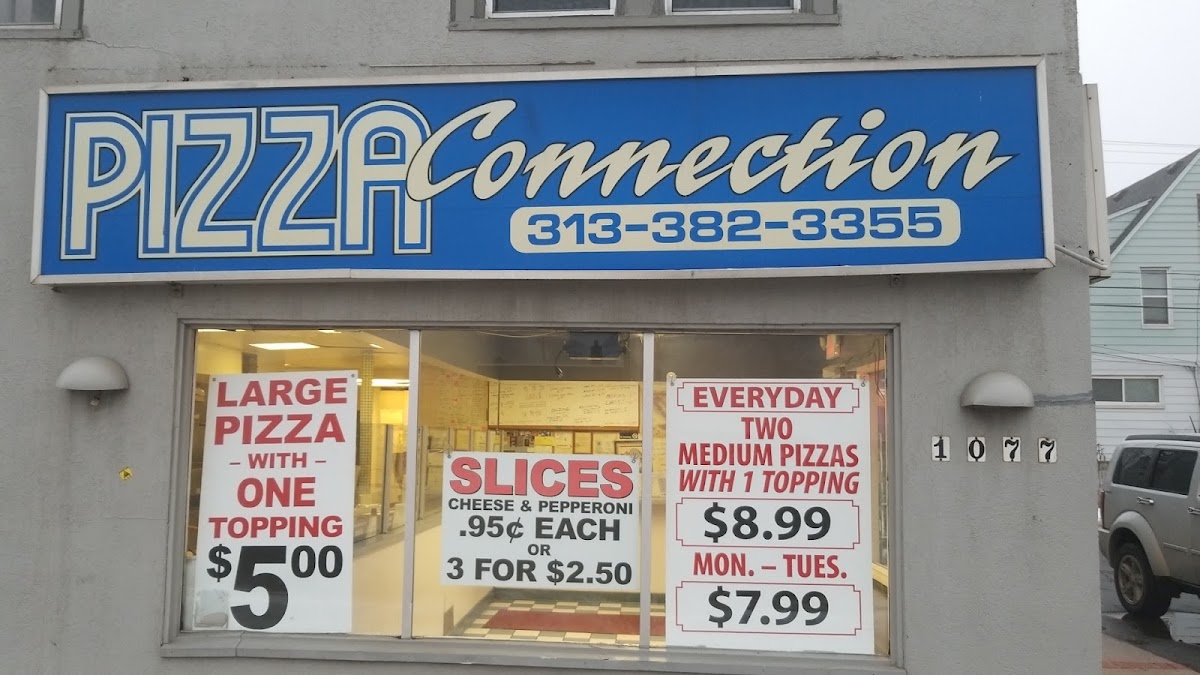 PIZZA Connection
313-382-3355
LARGE
PIZZA
– WITH –
ONE
TOPPING
$5.00
SLICES
CHEESE & PEPPERONI
.95¢ EACH
OR
3 FOR $2.50
EVERYDAY
TWO
MEDIUM PIZZAS
WITH 1 TOPPING
$8.99
MON. – TUES.
$7.99
1077